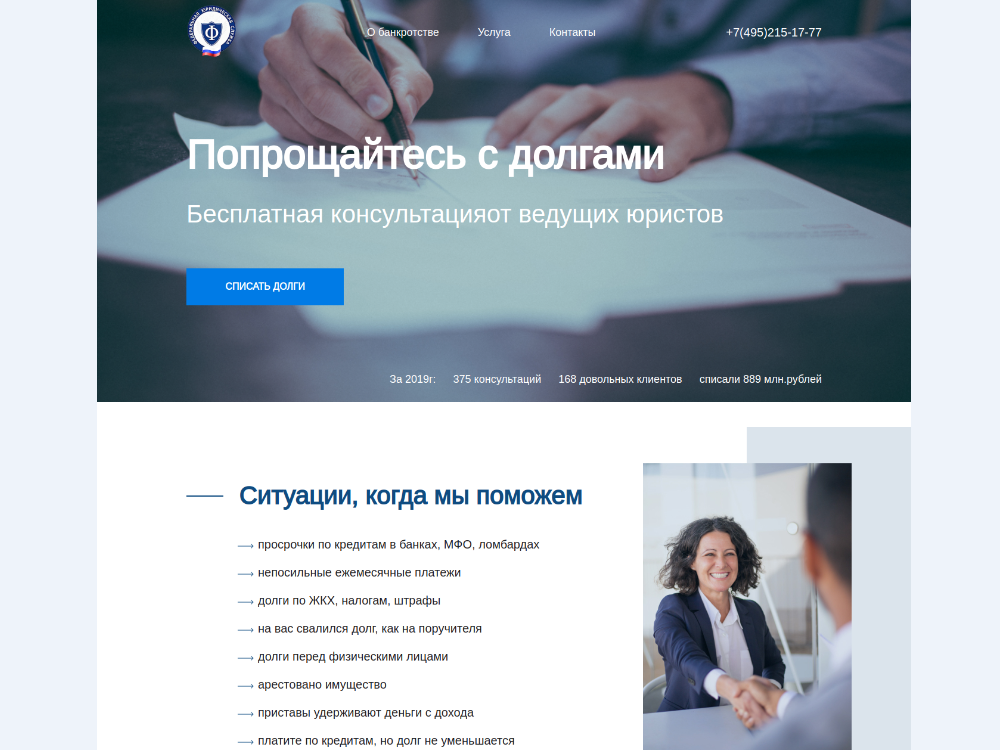 ФЕДЕРАЛЬНАЯ ЮРИДИЧЕСКАЯ СЛУЖБА
Ф
О банкротстве Услуга Контакты +7(495)215-17-77
Попрощайтесь с долгами
Бесплатная консультацияот ведущих юристов
СПИСАТЬ ДОЛГИ
За 2019г: 375 консультаций 168 довольных клиентов списали 889 млн.рублей
Ситуации, когда мы поможем
просрочки по кредитам в банках, МФО, ломбардах
непосильные ежемесячные платежи
долги по ЖКХ, налогам, штрафы
на вас свалился долг, как на поручителя
долги перед физическими лицами
арестовано имущество
приставы удерживают деньги с дохода
платите по кредитам, но долг не уменьшается